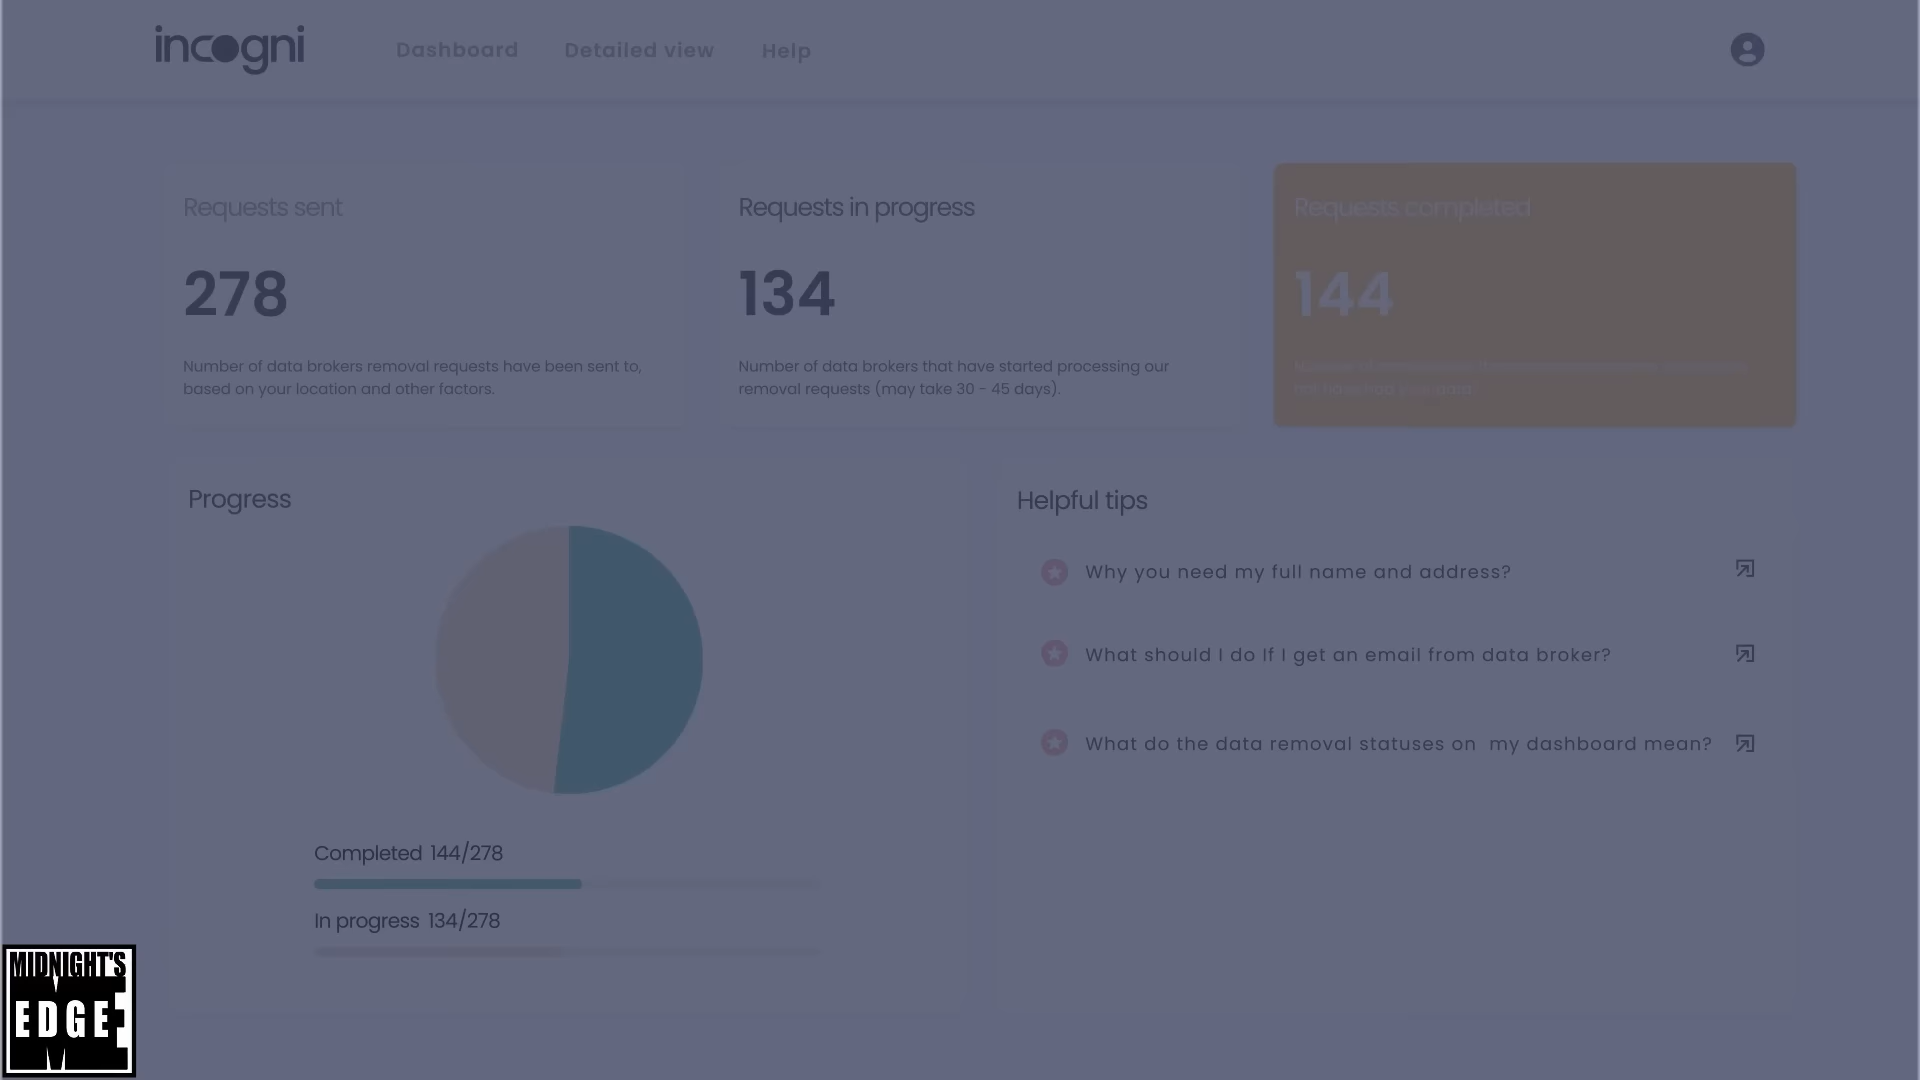 incogni
Dashboard
Detailed view
Help
Requests sent
278
Number of data brokers removal requests have been sent to,
based on your location and other factors.
Requests in progress
134
Number of data brokers that have started processing our
removal requests (may take 30 - 45 days).
Requests completed
144
Progress
Completed 144/278
In progress 134/278
Helpful tips
Why you need my full name and address?
What should I do If I get an email from data broker?
What do the data removal statuses on my dashboard mean?
MIDNIGHT'S
EDGE